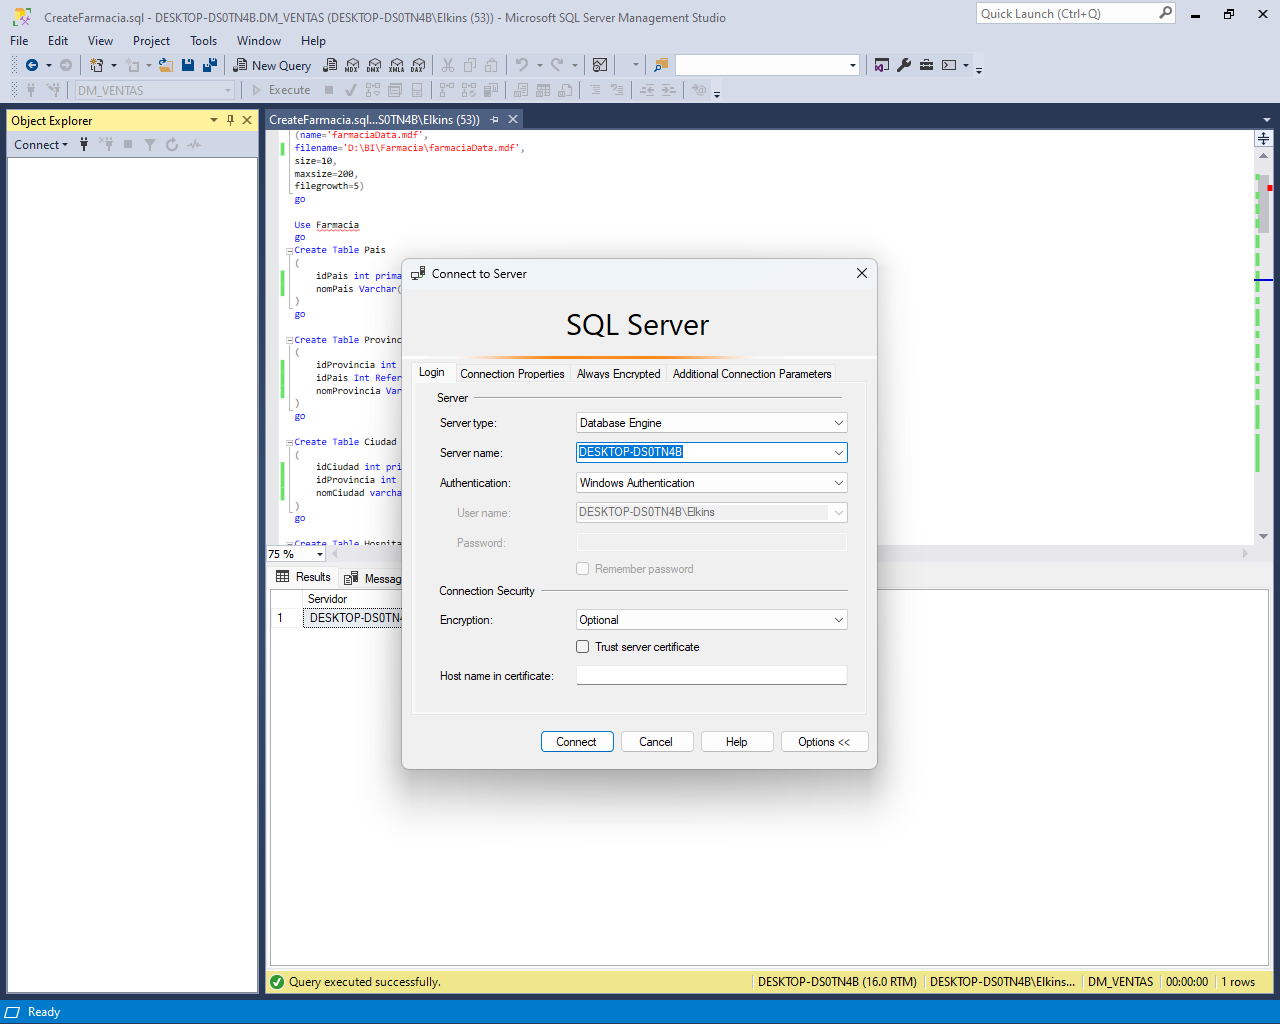 CreateFarmacia.sql - DESKTOP-DS0TN4B.DM_VENTAS (DESKTOP-DS0TN4B\Elkins (53)) - Microsoft SQL Server Management Studio
Quick Launch (Ctrl+Q)
File Edit View Project Tools Window Help
New Query MDX DMX XMLA DAX
DM_VENTAS Execute
Object Explorer
Connect
CreateFarmacia.sql...S0TN4B\Elkins (53))
(name='farmaciaData.mdf',
filename='D:\BI\Farmacia\farmaciaData.mdf',
size=10,
maxsize=200,
filegrowth=5)
go
Use Farmacia
go
Create Table Pais
(
idPais int prima
nomPais Varchar(
)
go
Create Table Provinc
(
idProvincia int
idPais Int Refer
nomProvincia Var
)
go
Create Table Ciudad
(
idCiudad int pri
idProvincia int
nomCiudad varcha
)
go
Create Table Hospita
75 %
Results Messag
Servidor
1 DESKTOP-DS0TN4
Connect to Server
SQL Server
Login Connection Properties Always Encrypted Additional Connection Parameters
Server
Server type: Database Engine
Server name: DESKTOP-DS0TN4B
Authentication: Windows Authentication
User name: DESKTOP-DS0TN4B\Elkins
Password:
Remember password
Connection Security
Encryption: Optional
Trust server certificate
Host name in certificate:
Connect Cancel Help Options <<
Query executed successfully. DESKTOP-DS0TN4B (16.0 RTM) DESKTOP-DS0TN4B\Elkins... DM_VENTAS 00:00:00 1 rows
Ready